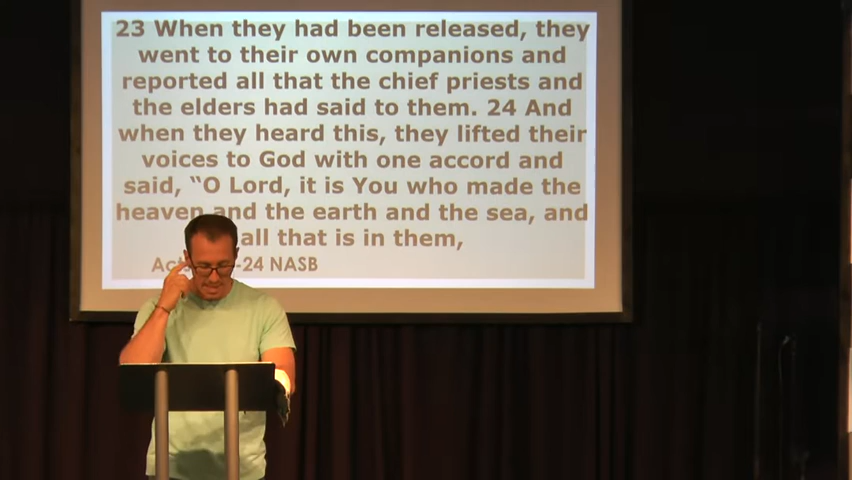 23 When they had been released, they
went to their own companions and
reported all that the chief priests and
the elders had said to them. 24 And
when they heard this, they lifted their
voices to God with one accord and
said, “O Lord, it is You who made the
heaven and the earth and the sea, and
all that is in them,
-24 NASB